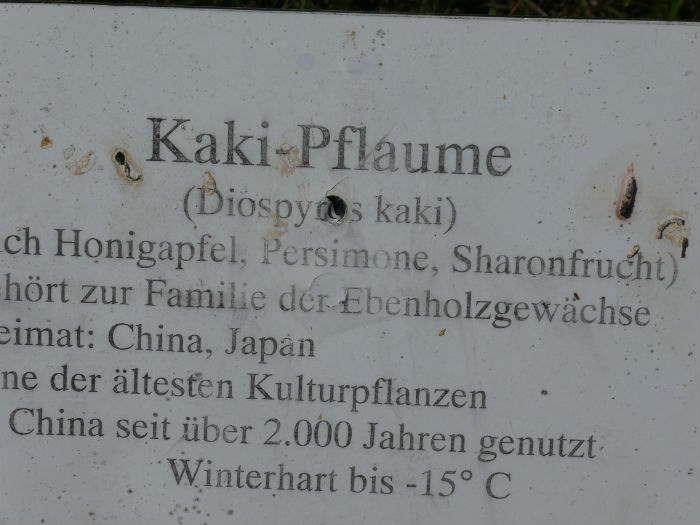 Kaki-Pflaume
(Diospyros kaki)
ch Honigapfel, Persimone, Sharonfrucht)
hört zur Familie der Ebenholzgewächse
eimat: China, Japan
ne der ältesten Kulturpflanzen
China seit über 2.000 Jahren genutzt
Winterhart bis -15° C